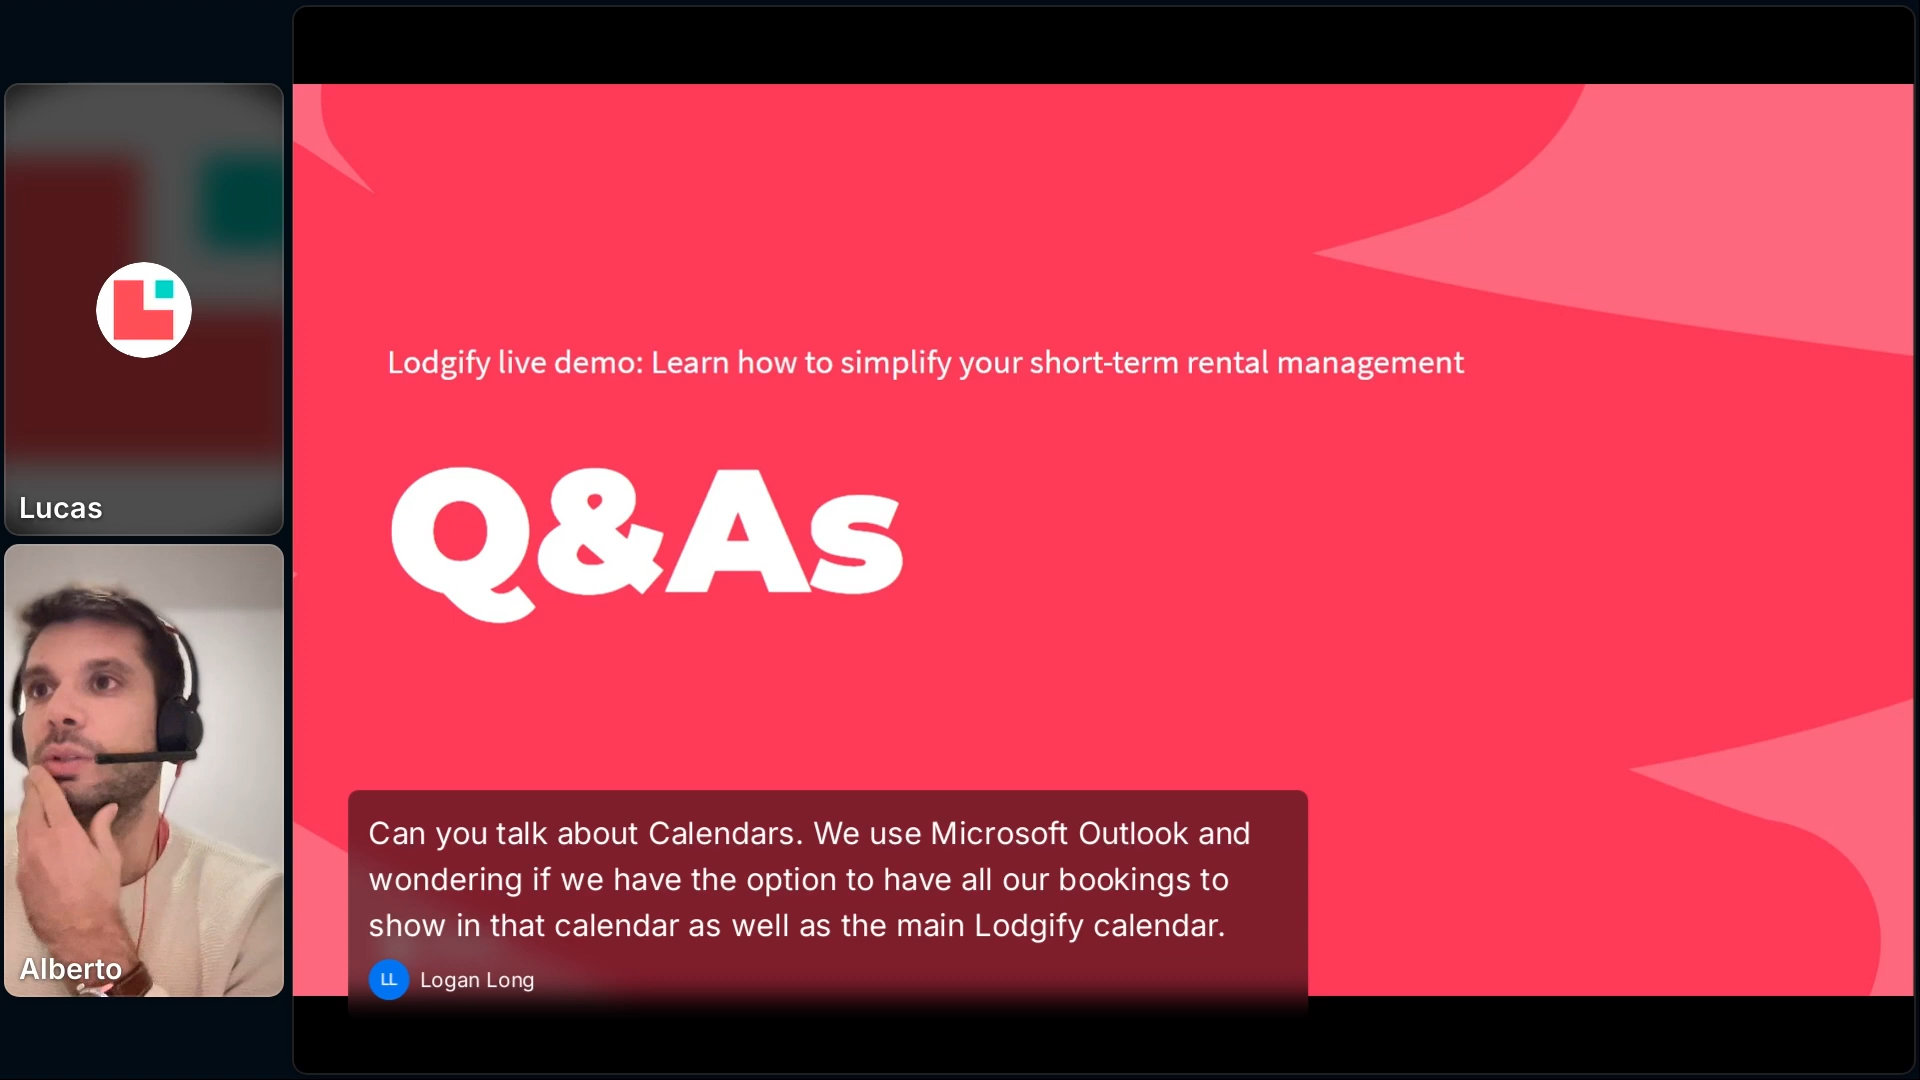 Lucas
Alberto
Lodgify live demo: Learn how to simplify your short-term rental management
Q&As
Can you talk about Calendars. We use Microsoft Outlook and
wondering if we have the option to have all our bookings to
show in that calendar as well as the main Lodgify calendar.
LL Logan Long